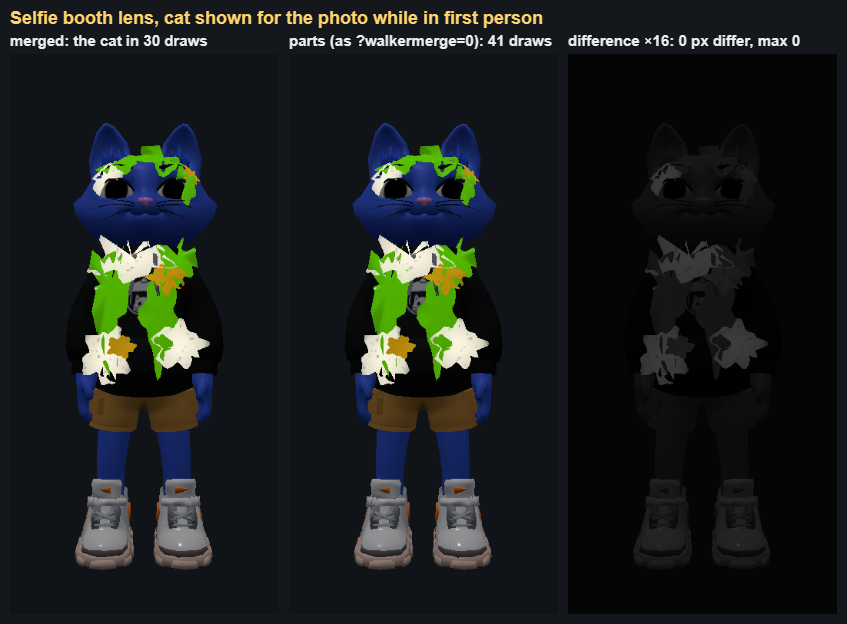 Selfie booth lens, cat shown for the photo while in first person
merged: the cat in 30 draws
parts (as ?walkermerge=0): 41 draws
difference ×16: 0 px differ, max 0